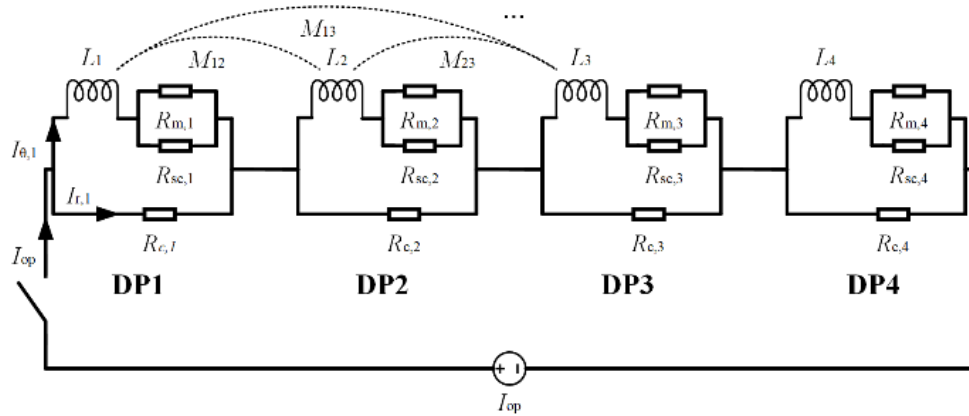 ...
M13
L1 M12 L2 M23 L3 L4
Rm,1 Rm,2 Rm,3 Rm,4
Iθ,1
Rsc,1 Rsc,2 Rsc,3 Rsc,4
Ir,1
Rc,1 Rc,2 Rc,3 Rc,4
Iop
DP1 DP2 DP3 DP4
+ -
Iop